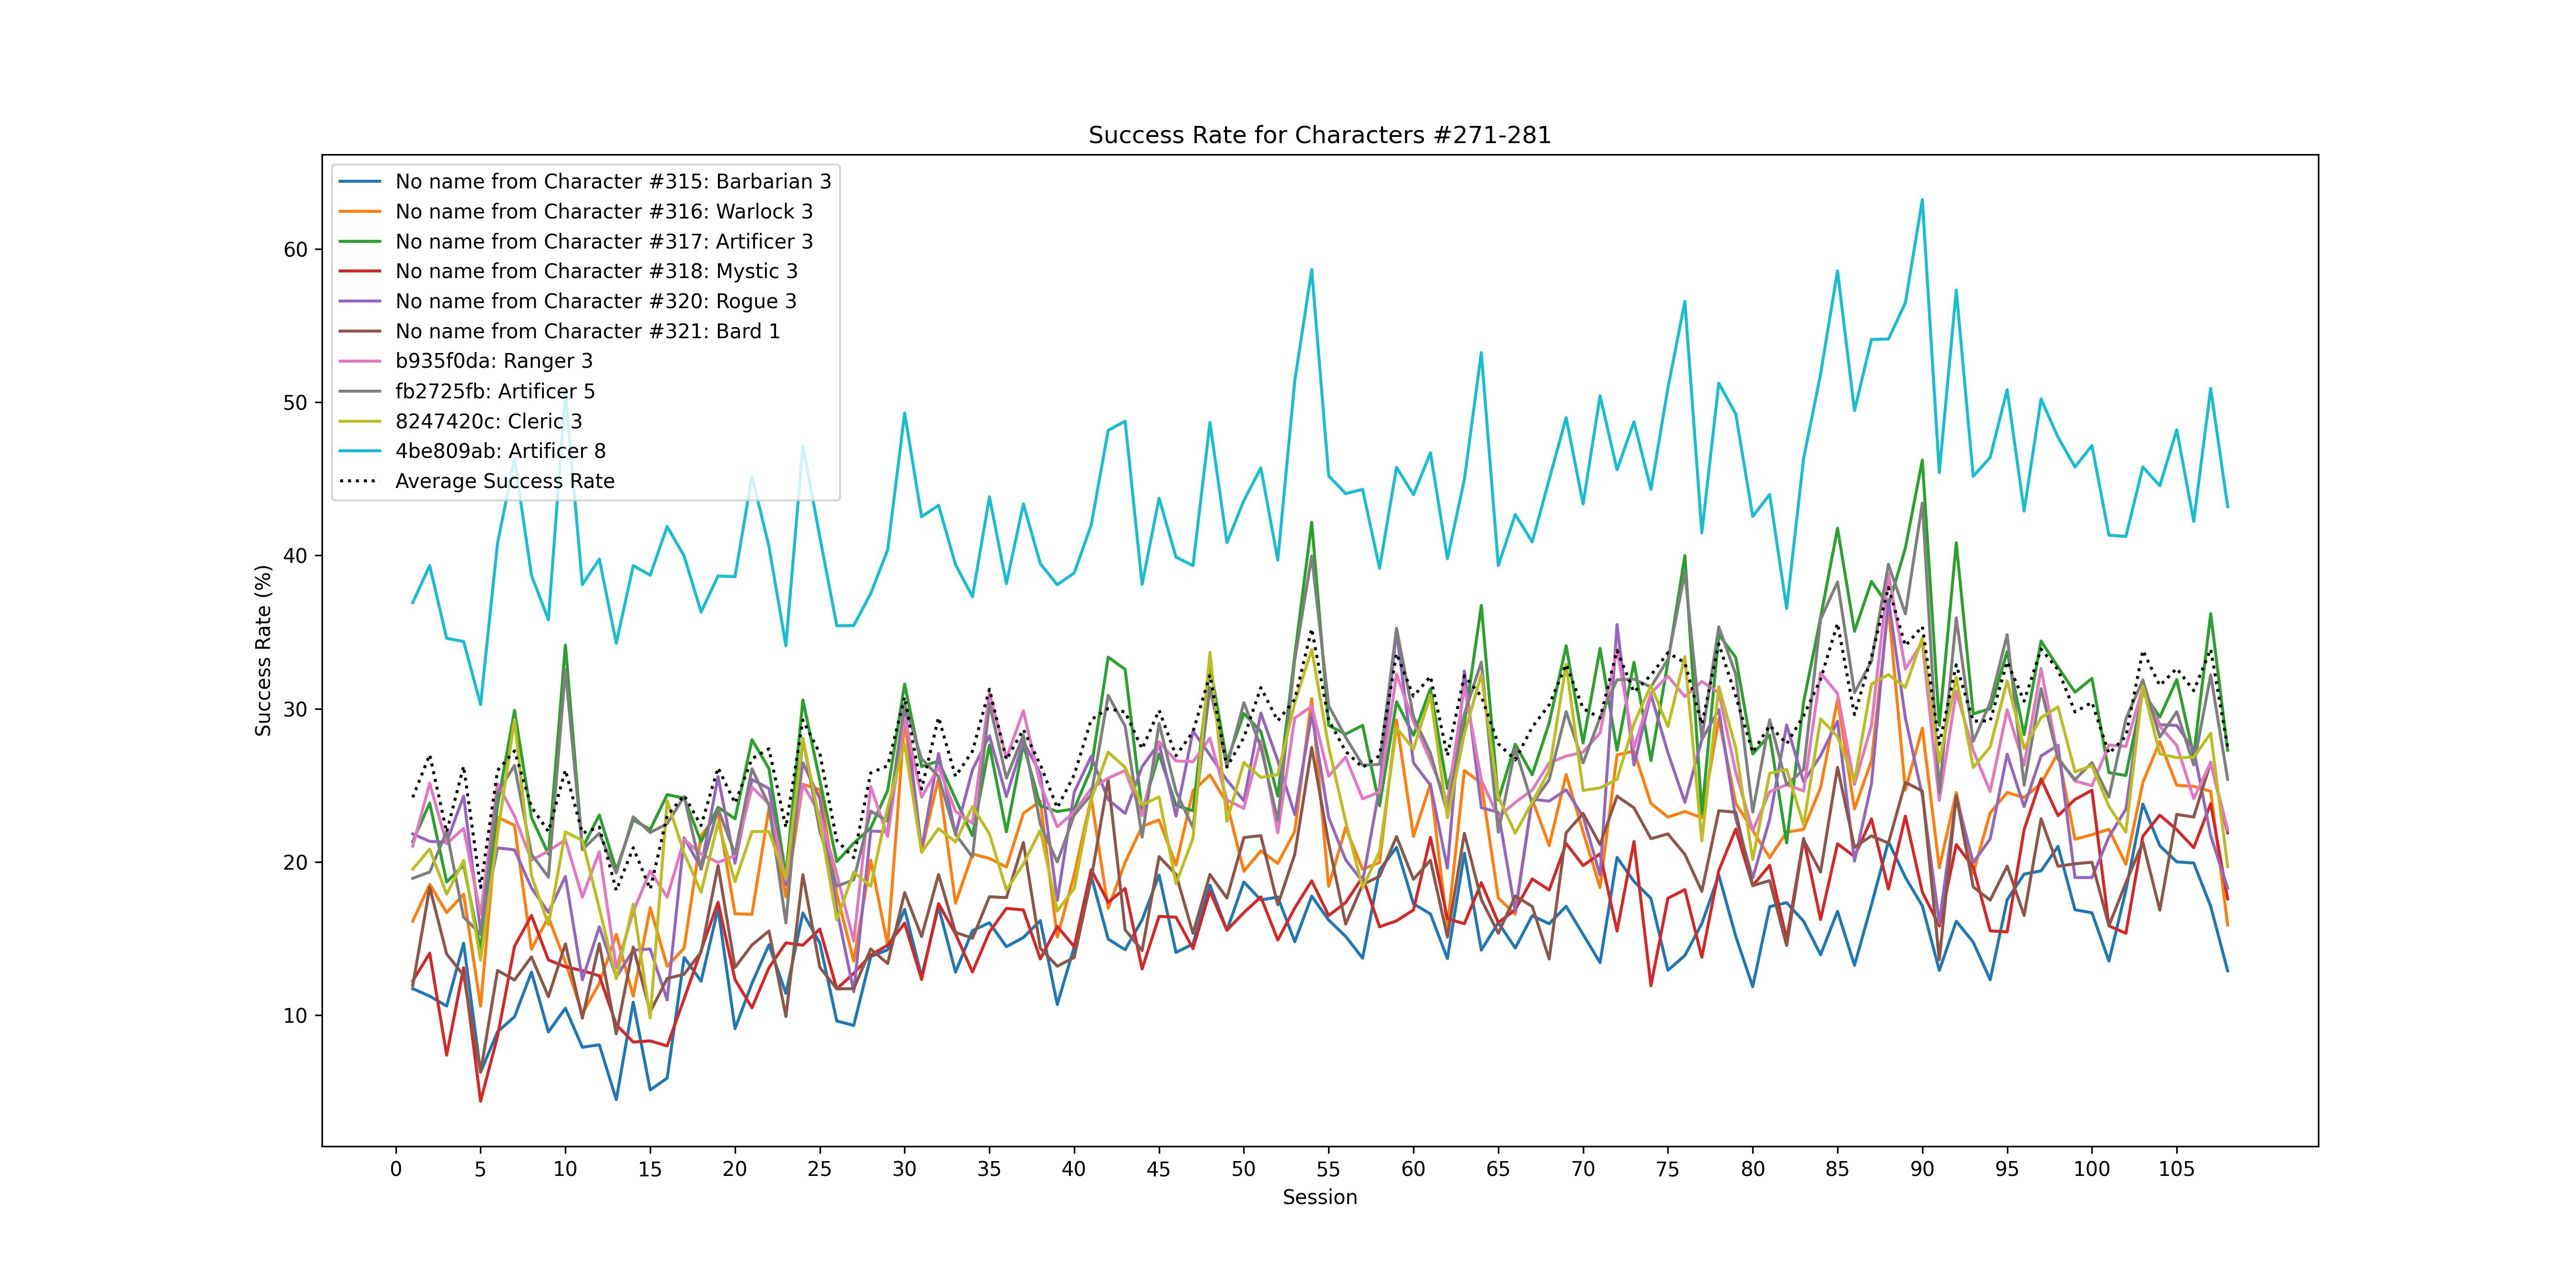 Success Rate for Characters #271-281
No name from Character #315: Barbarian 3
No name from Character #316: Warlock 3
No name from Character #317: Artificer 3
No name from Character #318: Mystic 3
No name from Character #320: Rogue 3
No name from Character #321: Bard 1
b935f0da: Ranger 3
fb2725fb: Artificer 5
8247420c: Cleric 3
4be809ab: Artificer 8
Average Success Rate
Success Rate (%)
60
50
40
30
20
10
0 5 10 15 20 25 30 35 40 45 50 55 60 65 70 75 80 85 90 95 100 105
Session